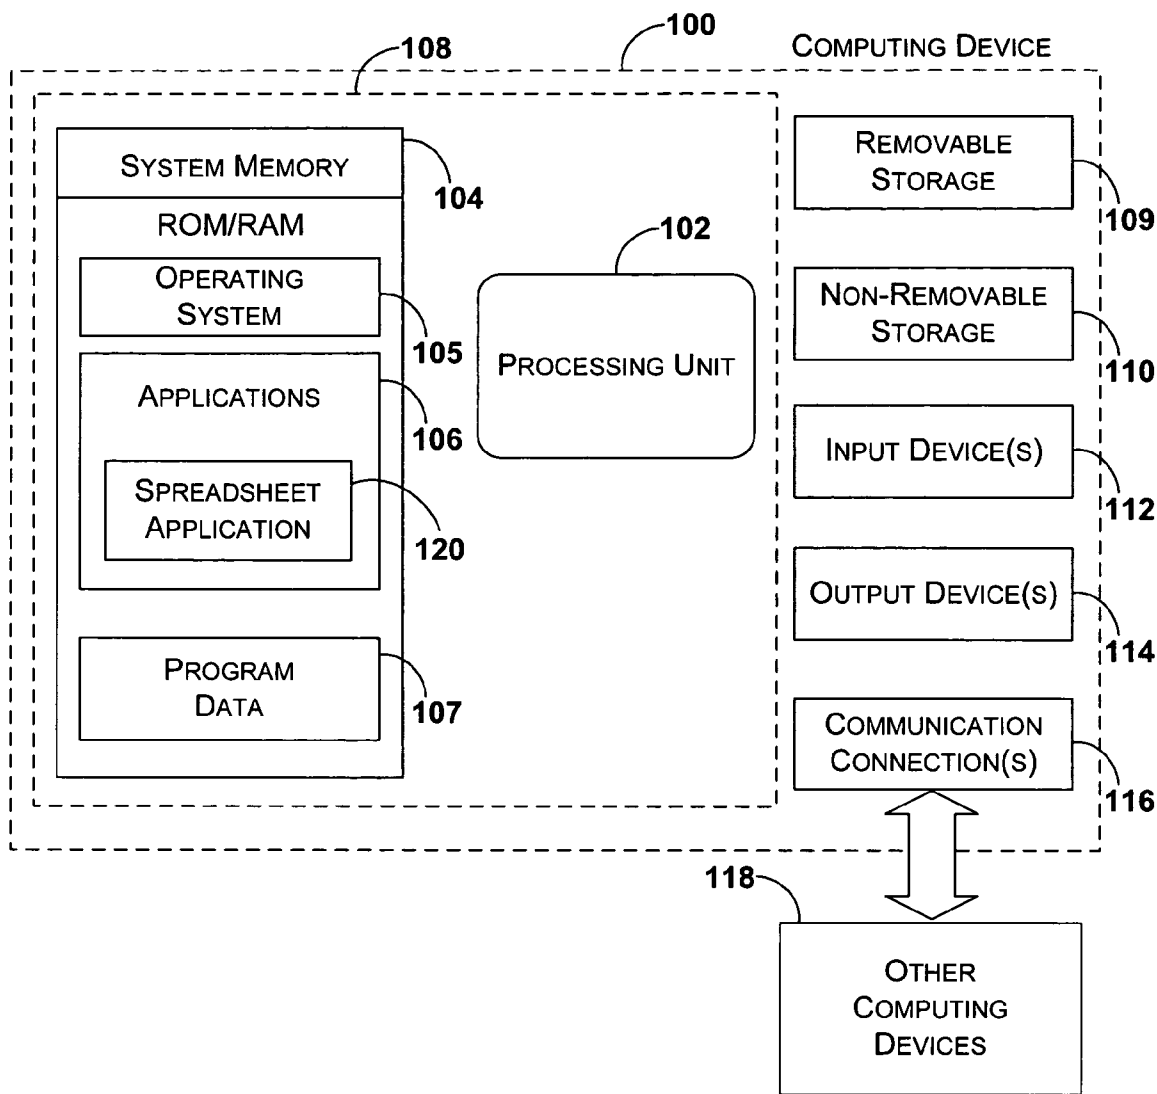 100
COMPUTING DEVICE
108
SYSTEM MEMORY
104
ROM/RAM
OPERATING
SYSTEM
105
APPLICATIONS
106
SPREADSHEET
APPLICATION
120
PROGRAM
DATA
107
102
PROCESSING UNIT
REMOVABLE
STORAGE
109
NON-REMOVABLE
STORAGE
110
INPUT DEVICE(S)
112
OUTPUT DEVICE(S)
114
COMMUNICATION
CONNECTION(S)
116
118
OTHER
COMPUTING
DEVICES